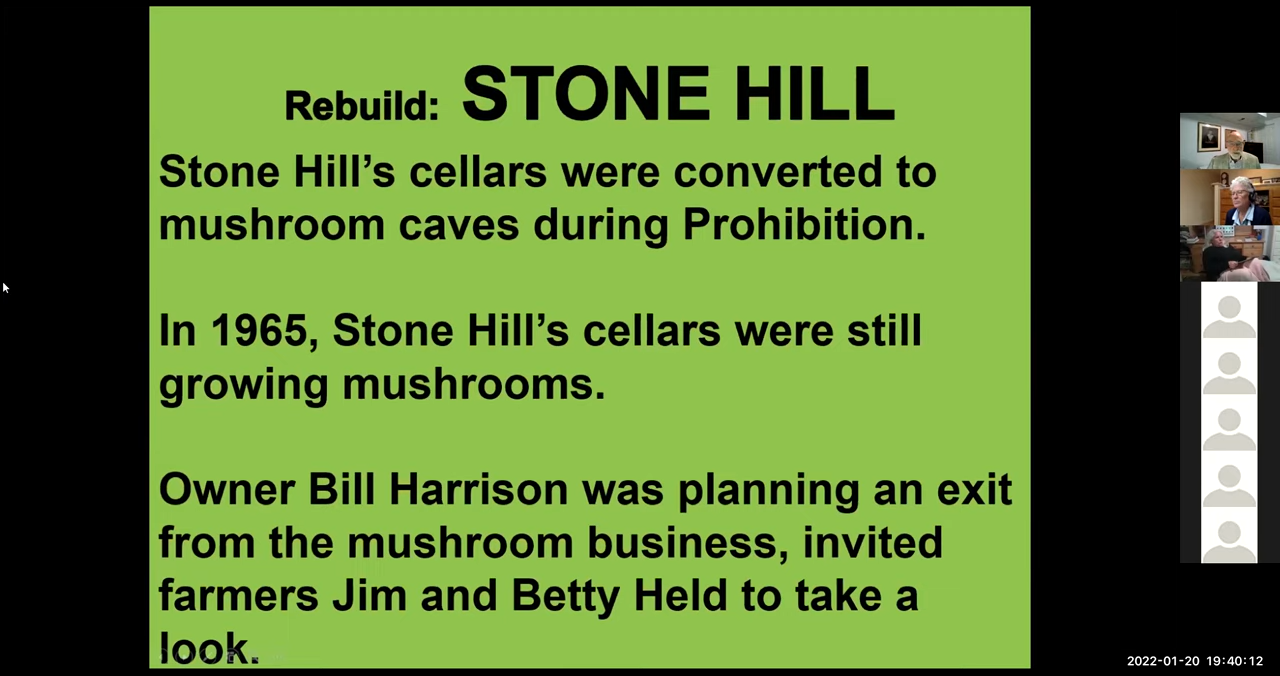 Rebuild: STONE HILL
Stone Hill’s cellars were converted to
mushroom caves during Prohibition.
In 1965, Stone Hill’s cellars were still
growing mushrooms.
Owner Bill Harrison was planning an exit
from the mushroom business, invited
farmers Jim and Betty Held to take a
look.
2022-01-20 19:40:12